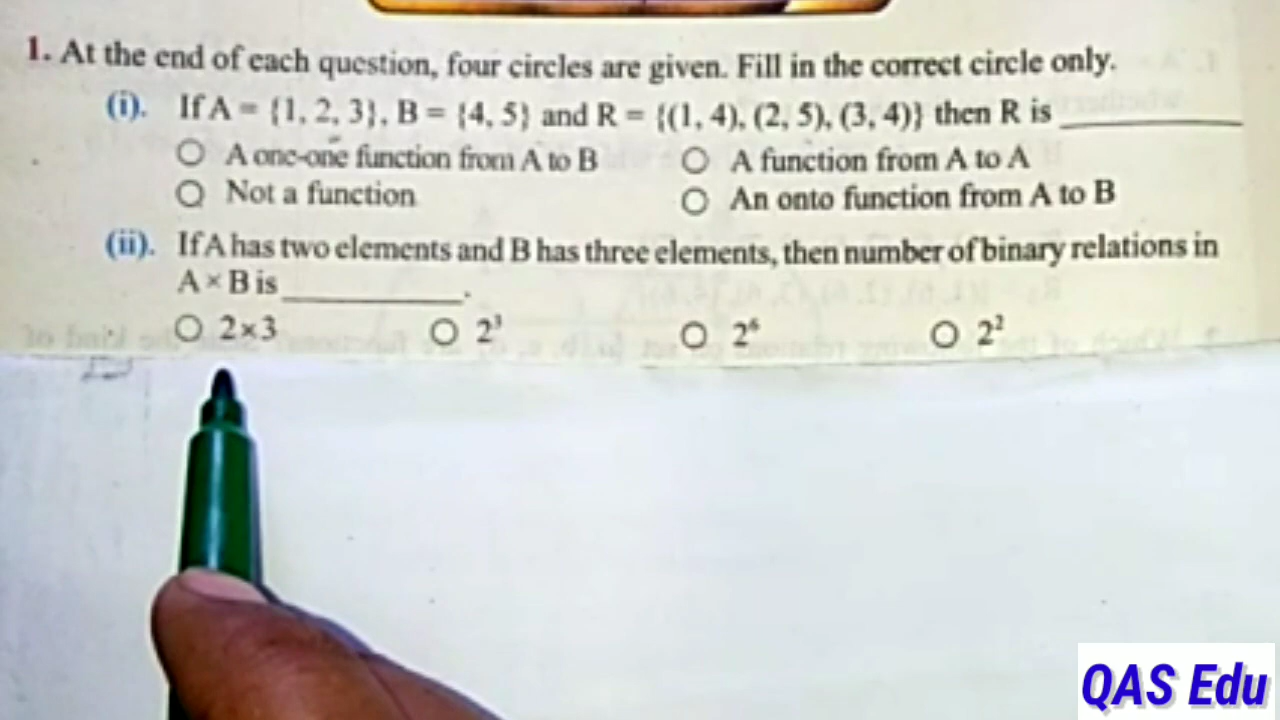 1. At the end of each question, four circles are given. Fill in the correct circle only.
(i). If A = {1, 2, 3}, B = {4, 5} and R = {(1, 4), (2, 5), (3, 4)} then R is ________
O A one-one function from A to B O A function from A to A
O Not a function O An onto function from A to B
(ii). If A has two elements and B has three elements, then number of binary relations in
A × B is ________.
O 2×3 O 2³ O 2⁶ O 2²
QAS Edu